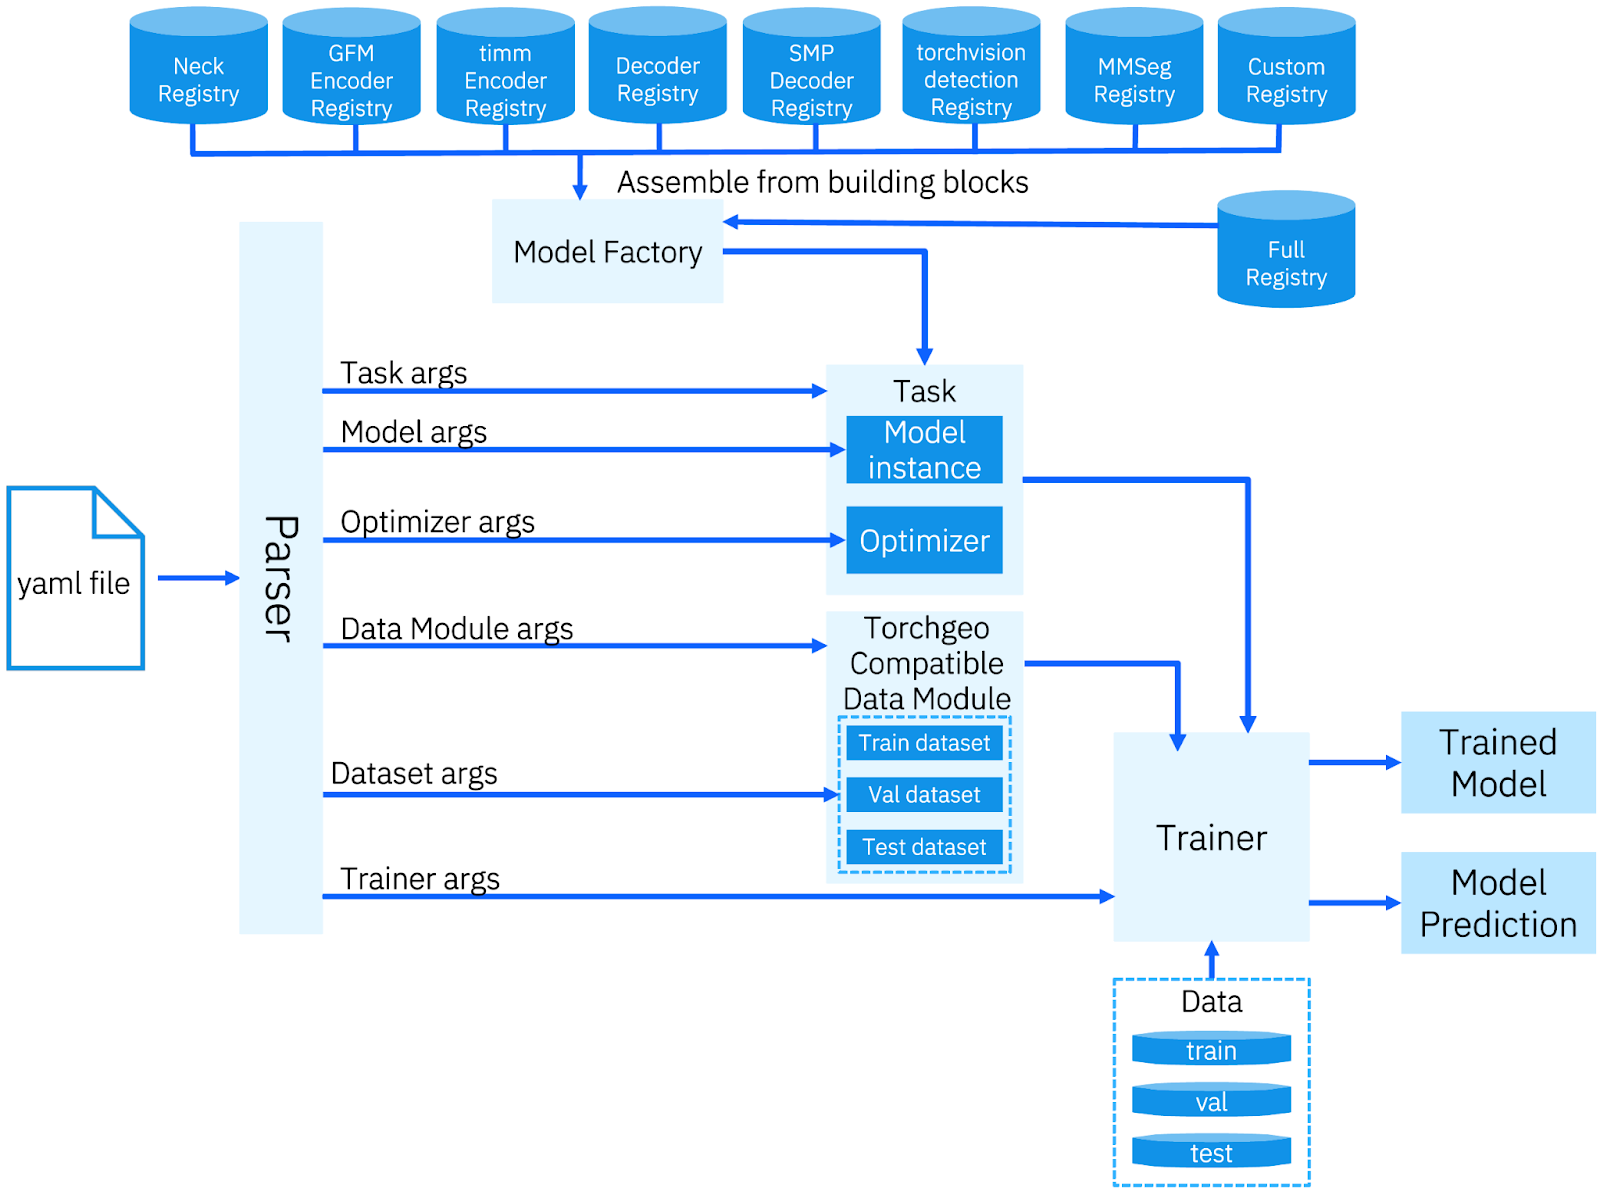 Neck
Registry
GFM
Encoder
Registry
timm
Encoder
Registry
Decoder
Registry
SMP
Decoder
Registry
torchvision
detection
Registry
MMSeg
Registry
Custom
Registry
Assemble from building blocks
Model Factory
Full
Registry
Task args
Task
Model args
Model
instance
Optimizer args
Optimizer
yaml file
Parser
Data Module args
Torchgeo
Compatible
Data Module
Train dataset
Dataset args
Val dataset
Test dataset
Trainer args
Trainer
Trained
Model
Model
Prediction
Data
train
val
test